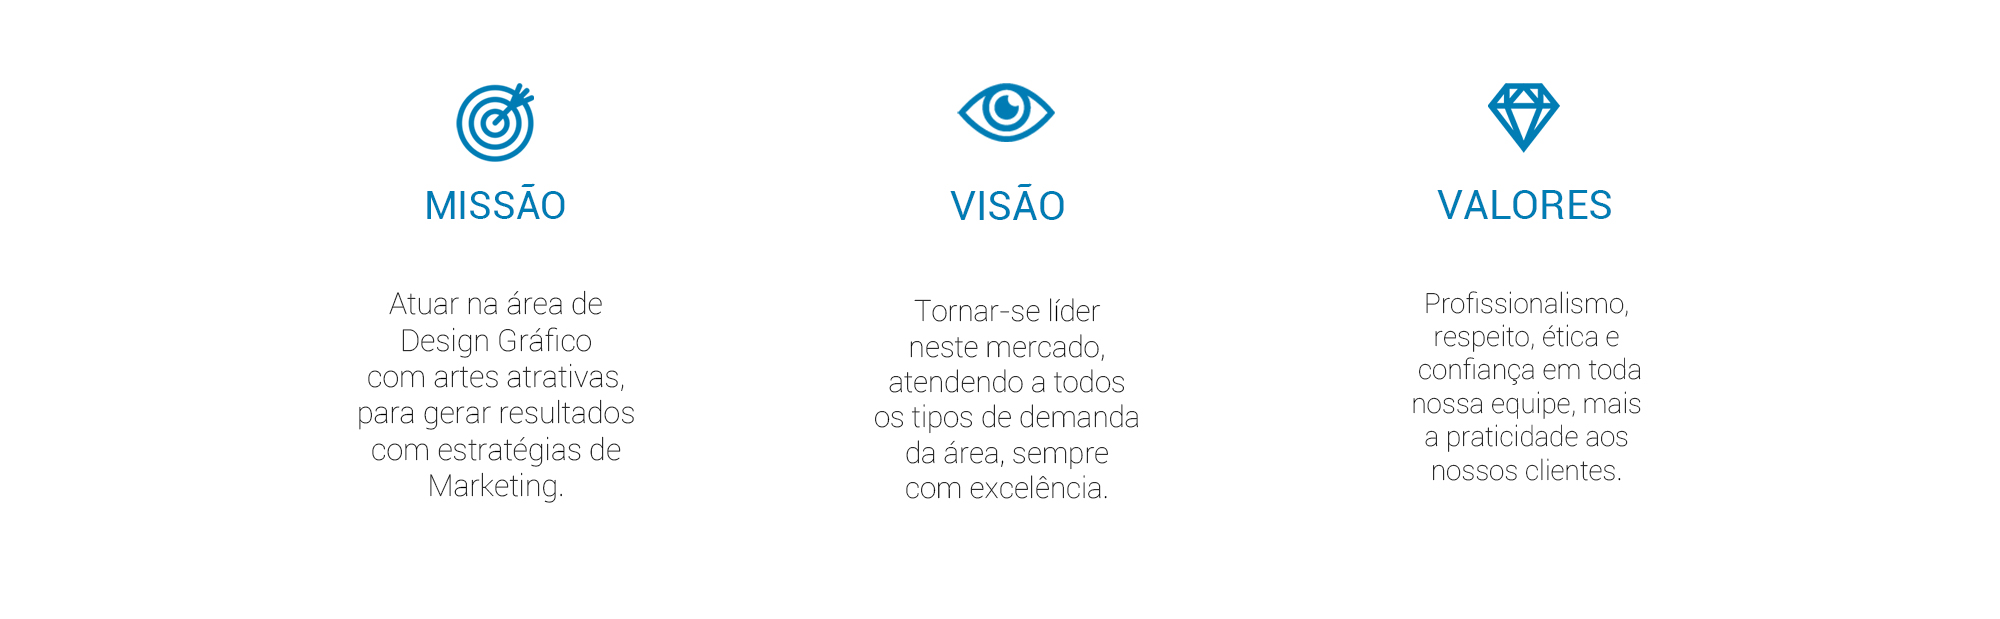 MISSÃO
Atuar na área de
Design Gráfico
com artes atrativas,
para gerar resultados
com estratégias de
Marketing.
VISÃO
Tornar-se líder
neste mercado,
atendendo a todos
os tipos de demanda
da área, sempre
com excelência.
VALORES
Profissionalismo,
respeito, ética e
confiança em toda
nossa equipe, mais
a praticidade aos
nossos clientes.